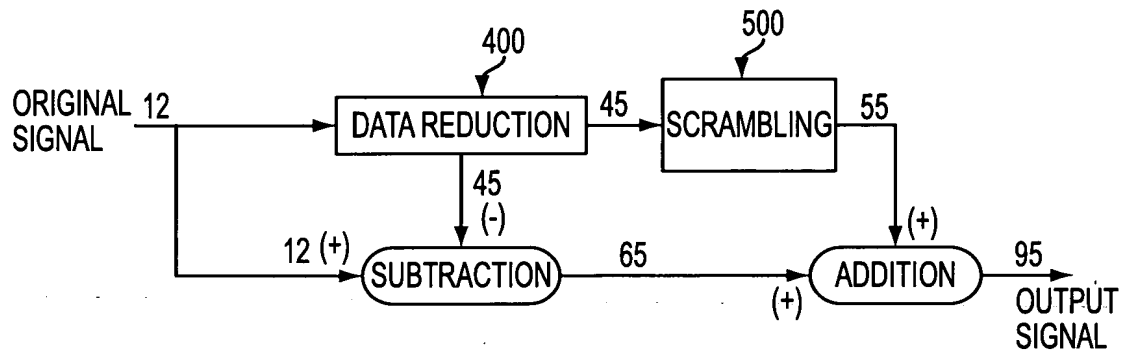 400
500
ORIGINAL
SIGNAL
12
DATA REDUCTION
45
SCRAMBLING
55
45
(-)
(+)
12 (+)
SUBTRACTION
65
(+)
ADDITION
95
OUTPUT
SIGNAL